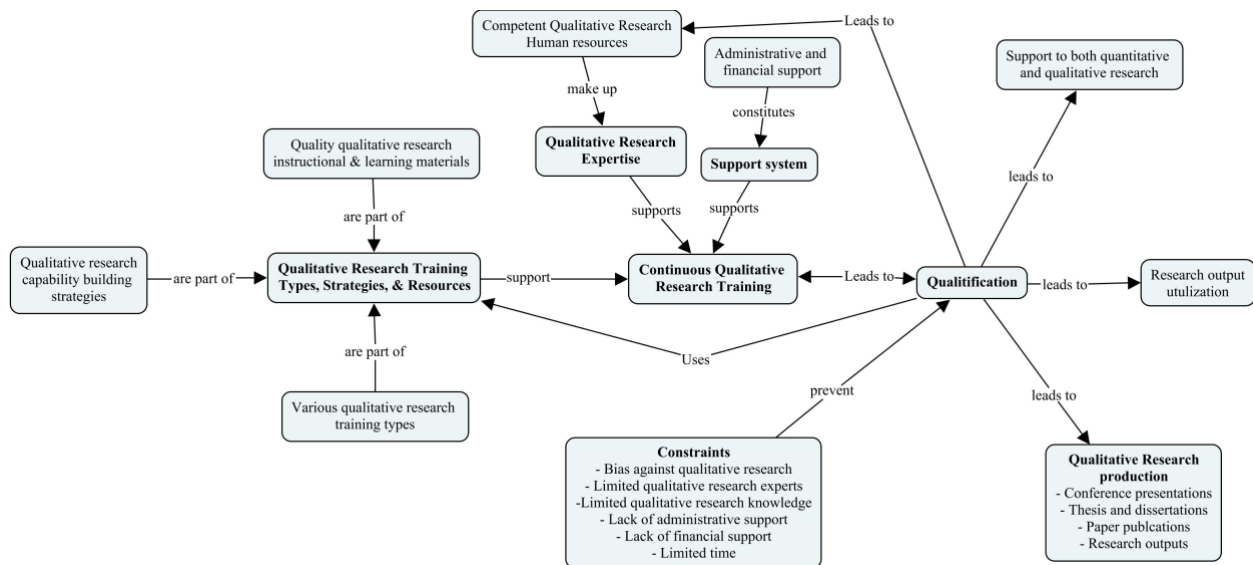 Competent Qualitative Research
Human resources
Leads to
Administrative and
financial support
Support to both quantitative
and qualitative research
make up
constitutes
Quality qualitative research
instructional & learning materials
Qualitative Research
Expertise
Support system
leads to
are part of
supports
supports
Qualitative research
capability building
strategies
are part of
Qualitative Research Training
Types, Strategies, & Resources
support
Continuous Qualitative
Research Training
Leads to
Qualitification
leads to
Research output
utulization
are part of
Uses
prevent
leads to
Various qualitative research
training types
Constraints
- Bias against qualitative research
- Limited qualitative research experts
-Limited qualitative research knowledge
- Lack of administrative support
- Lack of financial support
- Limited time
Qualitative Research
production
- Conference presentations
- Thesis and dissertations
- Paper publcations
- Research outputs